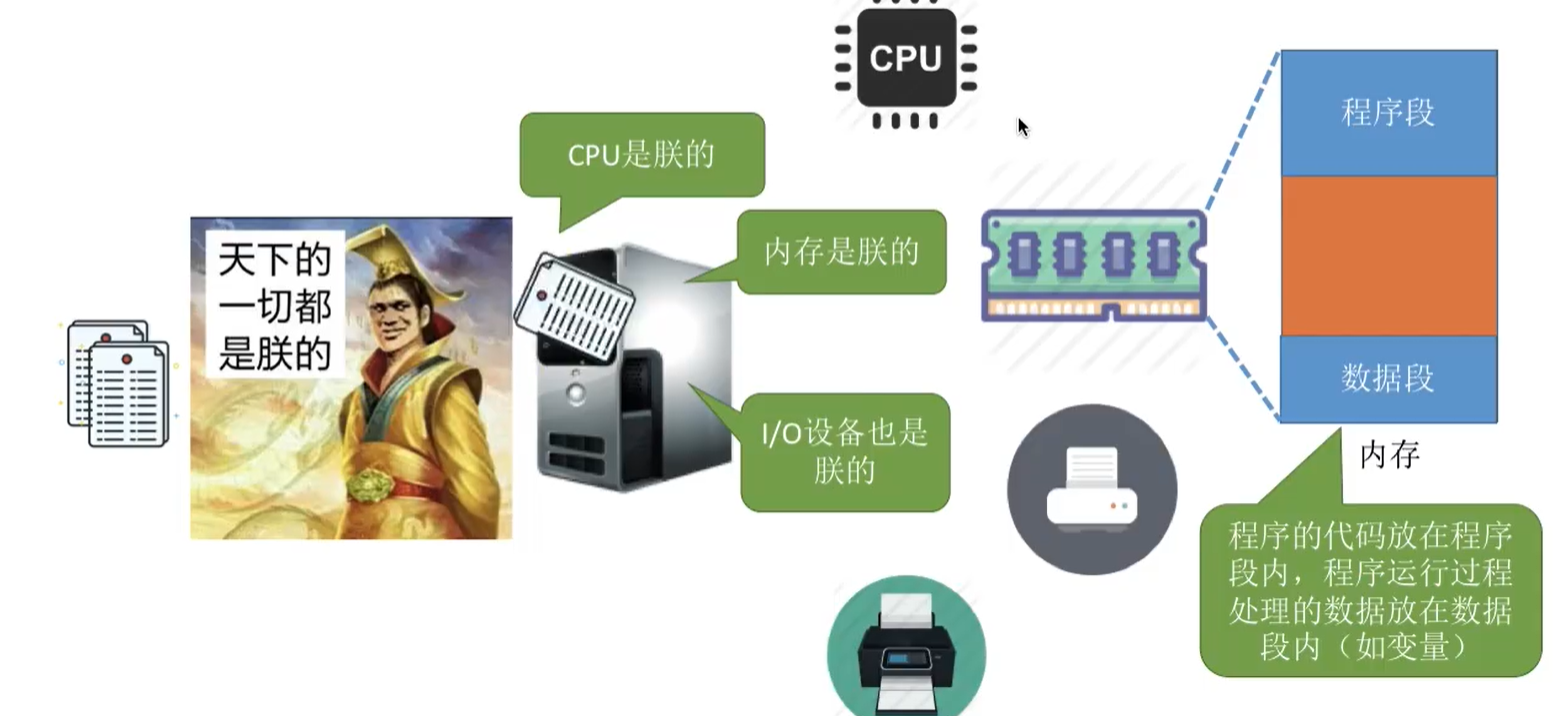 CPU
CPU是朕的
内存是朕的
天下的
一切都
是朕的
I/O设备也是
朕的
程序段
数据段
内存
程序的代码放在程序
段内，程序运行过程
处理的数据放在数据
段内（如变量）